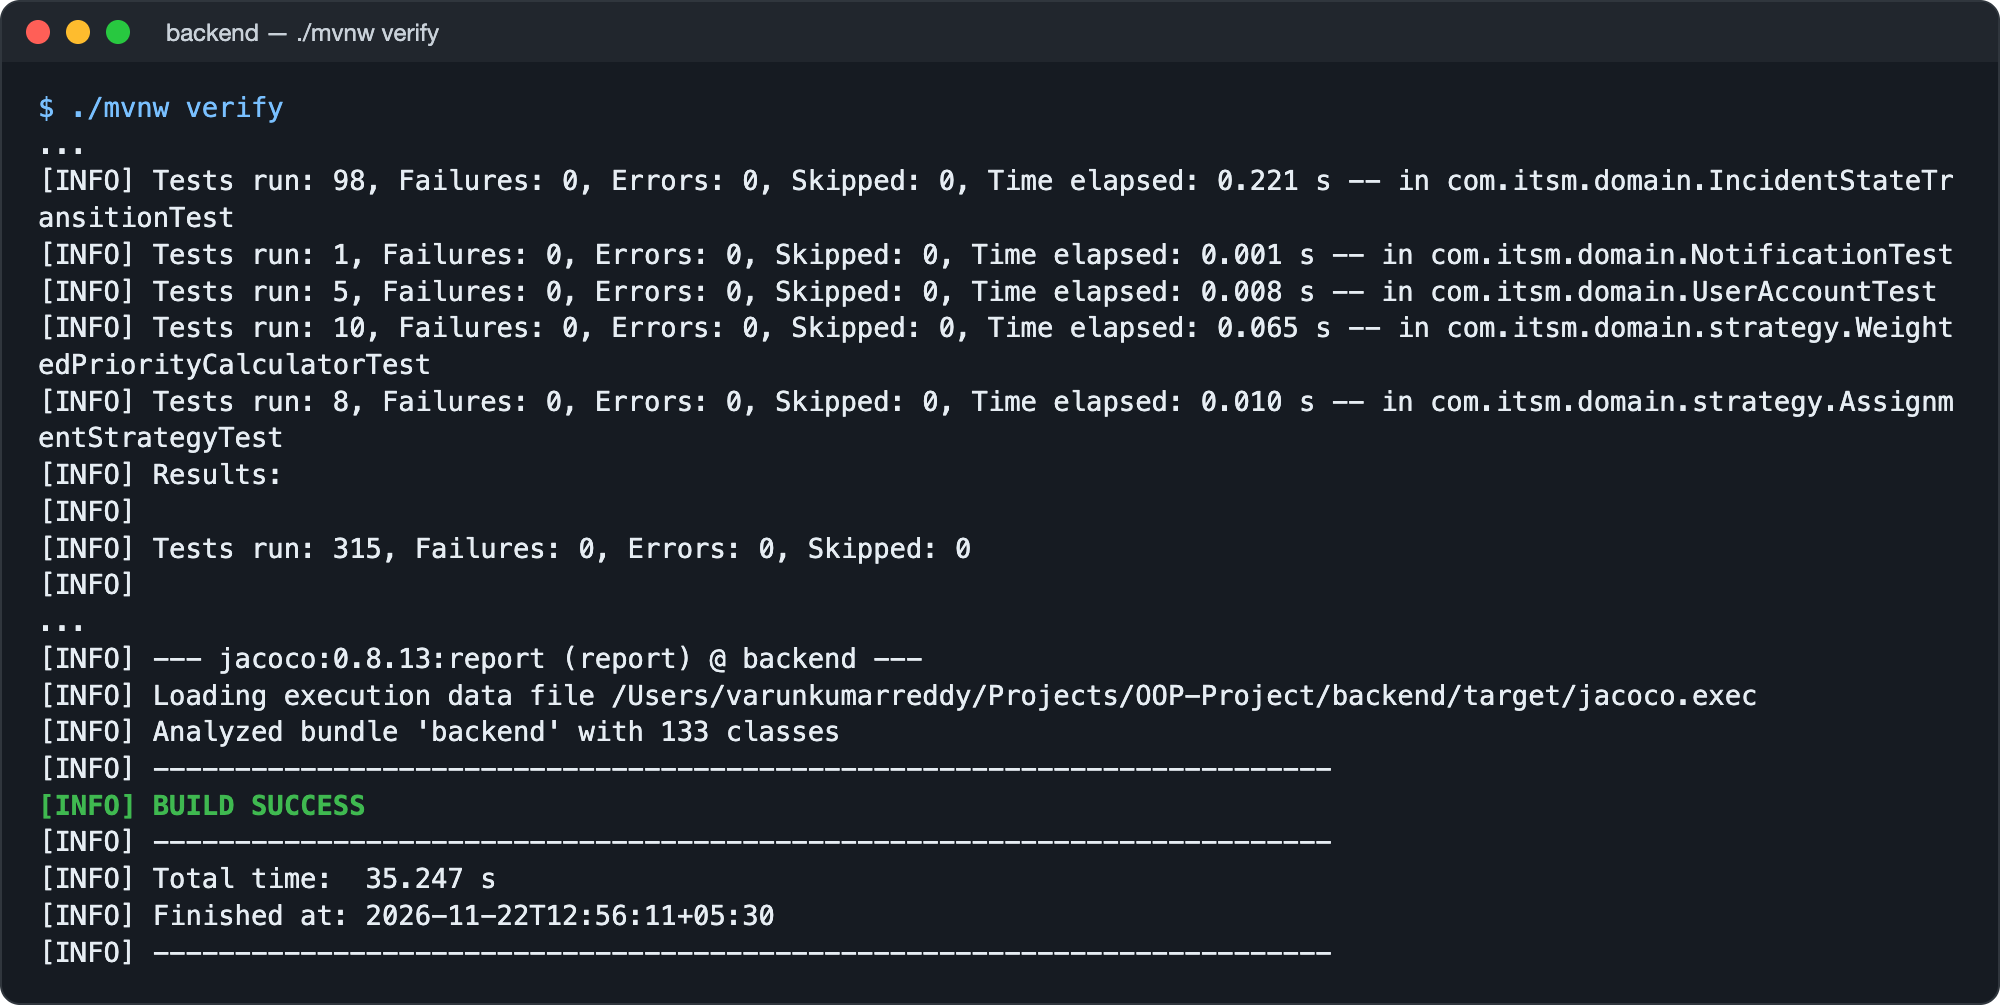 backend — ./mvnw verify
$ ./mvnw verify
...
[INFO] Tests run: 98, Failures: 0, Errors: 0, Skipped: 0, Time elapsed: 0.221 s -- in com.itsm.domain.IncidentStateTr
ansitionTest
[INFO] Tests run: 1, Failures: 0, Errors: 0, Skipped: 0, Time elapsed: 0.001 s -- in com.itsm.domain.NotificationTest
[INFO] Tests run: 5, Failures: 0, Errors: 0, Skipped: 0, Time elapsed: 0.008 s -- in com.itsm.domain.UserAccountTest
[INFO] Tests run: 10, Failures: 0, Errors: 0, Skipped: 0, Time elapsed: 0.065 s -- in com.itsm.domain.strategy.Weight
edPriorityCalculatorTest
[INFO] Tests run: 8, Failures: 0, Errors: 0, Skipped: 0, Time elapsed: 0.010 s -- in com.itsm.domain.strategy.Assignm
entStrategyTest
[INFO] Results:
[INFO]
[INFO] Tests run: 315, Failures: 0, Errors: 0, Skipped: 0
[INFO]
...
[INFO] --- jacoco:0.8.13:report (report) @ backend ---
[INFO] Loading execution data file /Users/varunkumarreddy/Projects/OOP-Project/backend/target/jacoco.exec
[INFO] Analyzed bundle 'backend' with 133 classes
[INFO] ------------------------------------------------------------------------
[INFO] BUILD SUCCESS
[INFO] ------------------------------------------------------------------------
[INFO] Total time:  35.247 s
[INFO] Finished at: 2026-11-22T12:56:11+05:30
[INFO] ------------------------------------------------------------------------